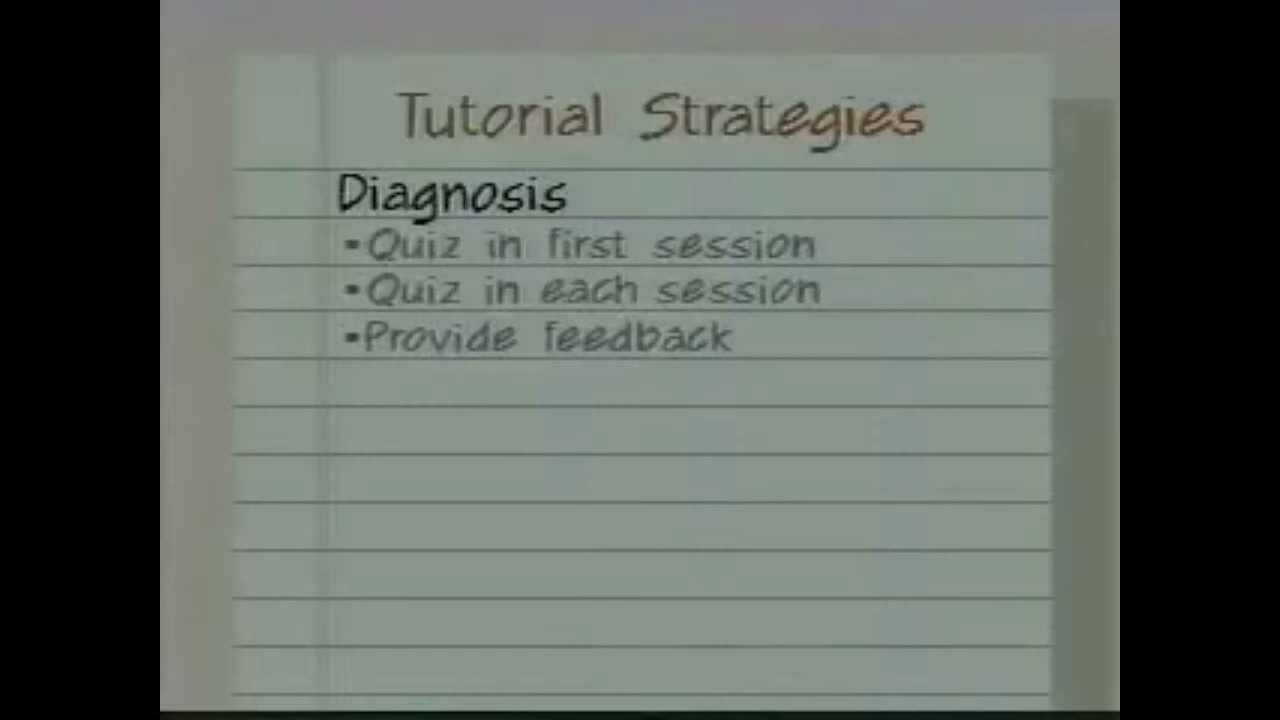 Tutorial Strategies
Diagnosis
•Quiz in first session
•Quiz in each session
•Provide feedback